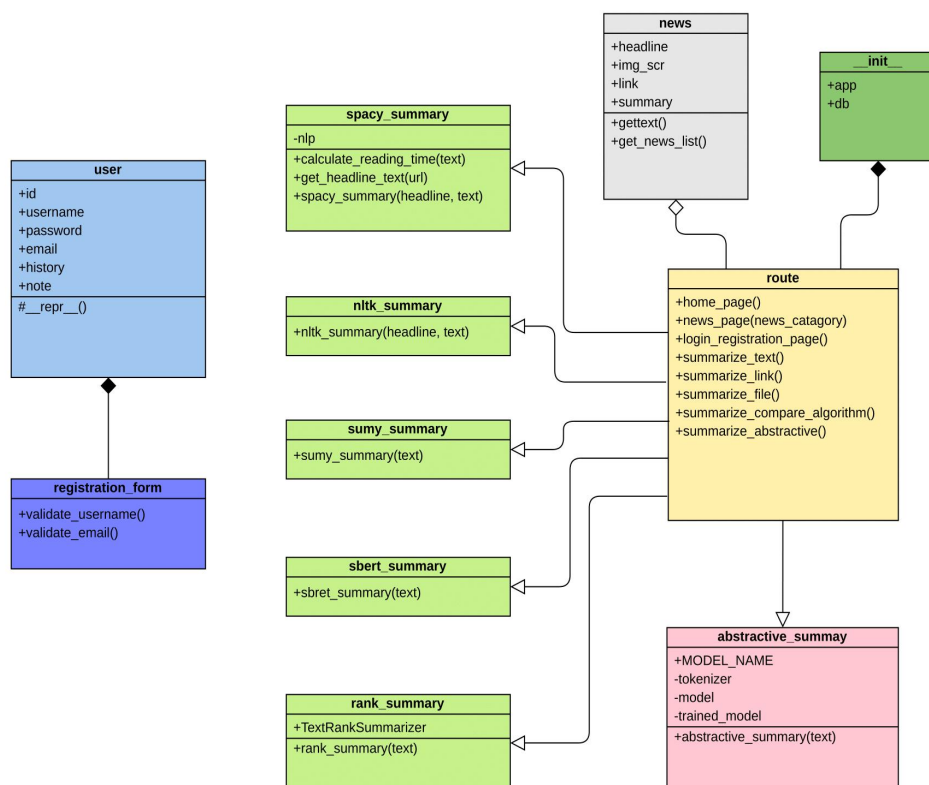 news
+headline
+img_scr
+link
+summary
+gettext()
+get_news_list()
__init__
+app
+db
spacy_summary
-nlp
+calculate_reading_time(text)
+get_headline_text(url)
+spacy_summary(headline, text)
user
+id
+username
+password
+email
+history
+note
#__repr__()
route
+home_page()
+news_page(news_catagory)
+login_registration_page()
+summarize_text()
+summarize_link()
+summarize_file()
+summarize_compare_algorithm()
+summarize_abstractive()
nltk_summary
+nltk_summary(headline, text)
sumy_summary
+sumy_summary(text)
registration_form
+validate_username()
+validate_email()
sbert_summary
+sbret_summary(text)
abstractive_summay
+MODEL_NAME
-tokenizer
-model
-trained_model
+abstractive_summary(text)
rank_summary
+TextRankSummarizer
+rank_summary(text)